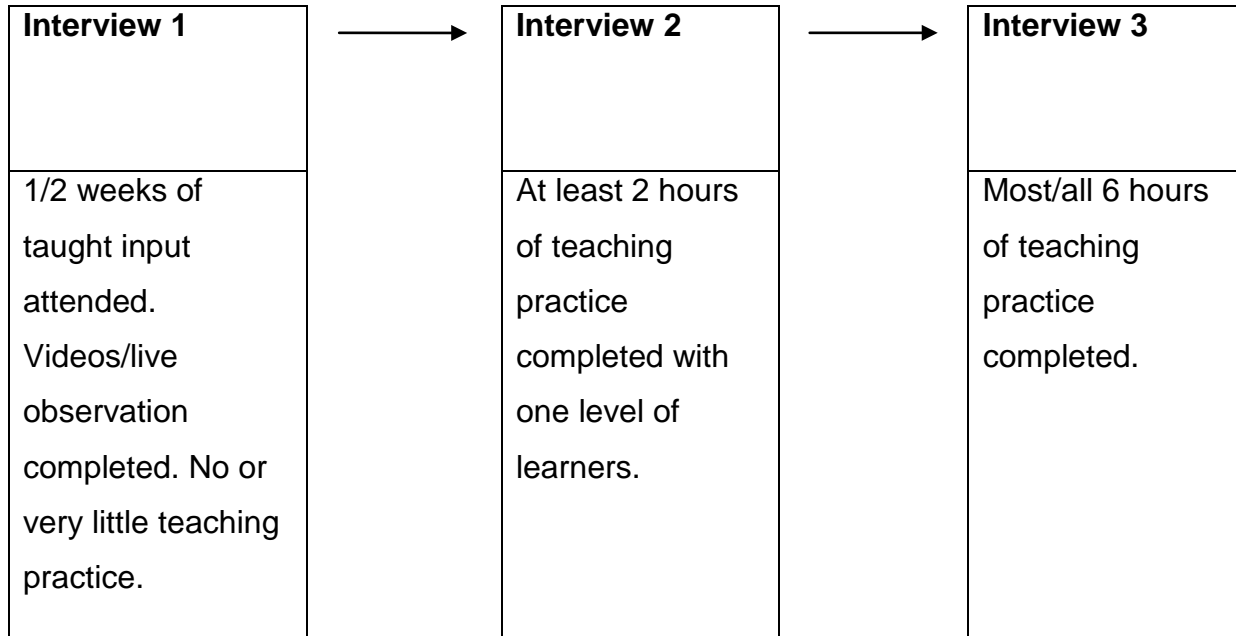 Interview 1
1/2 weeks of
taught input
attended.
Videos/live
observation
completed. No or
very little teaching
practice.
Interview 2
At least 2 hours
of teaching
practice
completed with
one level of
learners.
Interview 3
Most/all 6 hours
of teaching
practice
completed.